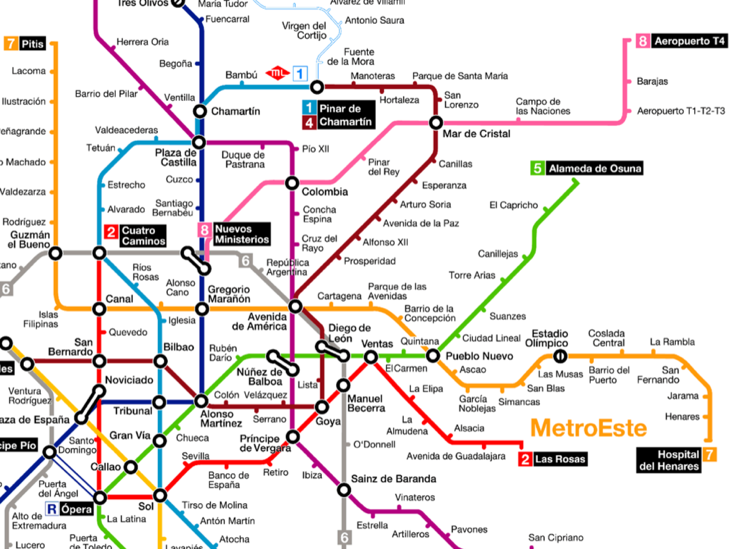 Tres Olivos
María Tudor
Álvarez de Villamil
Fuencarral
Virgen del
Cortijo
Antonio Saura
7 Pitis
Herrera Oria
Fuente
de la Mora
8 Aeropuerto T4
Lacoma
Begoña
Bambú
ML 1
Manoteras
Parque de Santa María
Barajas
Ilustración
Barrio del Pilar
Ventilla
Chamartín
1 Pinar de
4 Chamartín
Hortaleza
San
Lorenzo
Campo de
las Naciones
Aeropuerto T1-T2-T3
Valdeacederas
Mar de Cristal
Tetuán
Plaza de
Castilla
Duque de
Pastrana
Pío XII
Machado
Pinar
del Rey
Canillas
5 Alameda de Osuna
Estrecho
Cuzco
Colombia
Esperanza
Valdezarza
Alvarado
Santiago
Bernabéu
Concha
Espina
Arturo Soria
El Capricho
Rodríguez
Avenida de la Paz
Guzmán
el Bueno
2 Cuatro
Caminos
8 Nuevos
Ministerios
Cruz del
Rayo
Alfonso XII
6
República
Argentina
Prosperidad
Canillejas
Ríos
Rosas
Alonso
Cano
Torre Arias
6
Islas
Filipinas
Canal
Gregorio
Marañón
Cartagena
Parque de las
Avenidas
Iglesia
Avenida
de América
Barrio de la
Concepción
Suanzes
Quevedo
Diego de
León
Ventas
Quintana
Ciudad Lineal
Estadio
Olímpico
Coslada
Central
La Rambla
San
Bernardo
Bilbao
Rubén
Darío
Núñez de
Balboa
El Carmen
Pueblo Nuevo
Las Musas
Barrio del
Puerto
San
Fernando
Ventura
Rodríguez
Noviciado
Lista
Ascao
San Blas
Colón
Velázquez
Manuel
Becerra
La Elipa
García
Noblejas
Simancas
Jarama
Plaza de España
Tribunal
Alonso
Martínez
Serrano
Goya
La
Almudena
Alsacia
MetroEste
Henares
Gran Vía
Chueca
Príncipe
de Vergara
O'Donnell
Avenida de Guadalajara
2 Las Rosas
Hospital
del Henares 7
Santo
Domingo
Callao
Sevilla
Banco de
España
Retiro
Puerta
del Ángel
Ibiza
Sainz de Baranda
R Ópera
Sol
Tirso de Molina
Vinateros
Alto de
Extremadura
La Latina
Antón Martín
Estrella
Pavones
Lucero
Puerta
de Toledo
Lavapiés
Atocha
6
Artilleros
San Cipriano